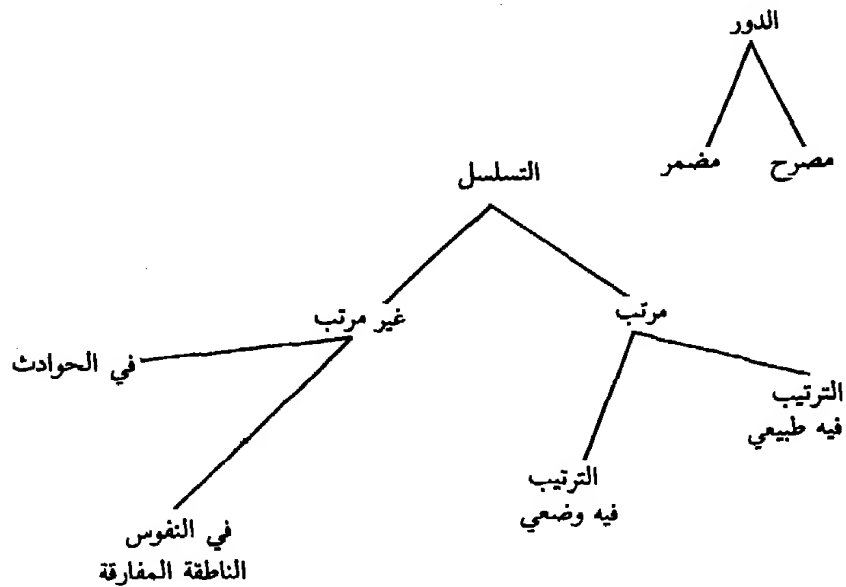 الدور
مصرح مضمر
التسلسل
مرتب غير مرتب
في الحوادث
الترتيب
فيه طبيعي
الترتيب
فيه وضعي
في النفوس
الناطقة المفارقة